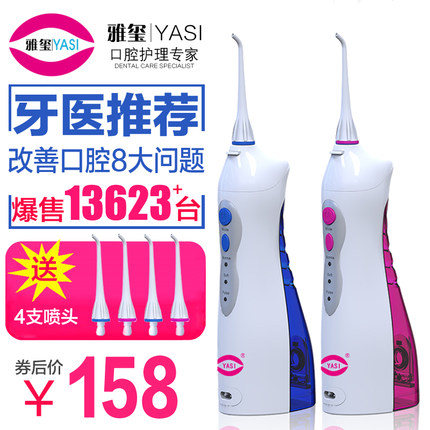 雅玺|YASI
雅玺|YASI
口腔护理专家
DENTAL CARE SPECIALIST
牙医推荐
改善口腔8大问题
爆售13623+台
送
4支喷头
券后价
¥158
YASI
YASI